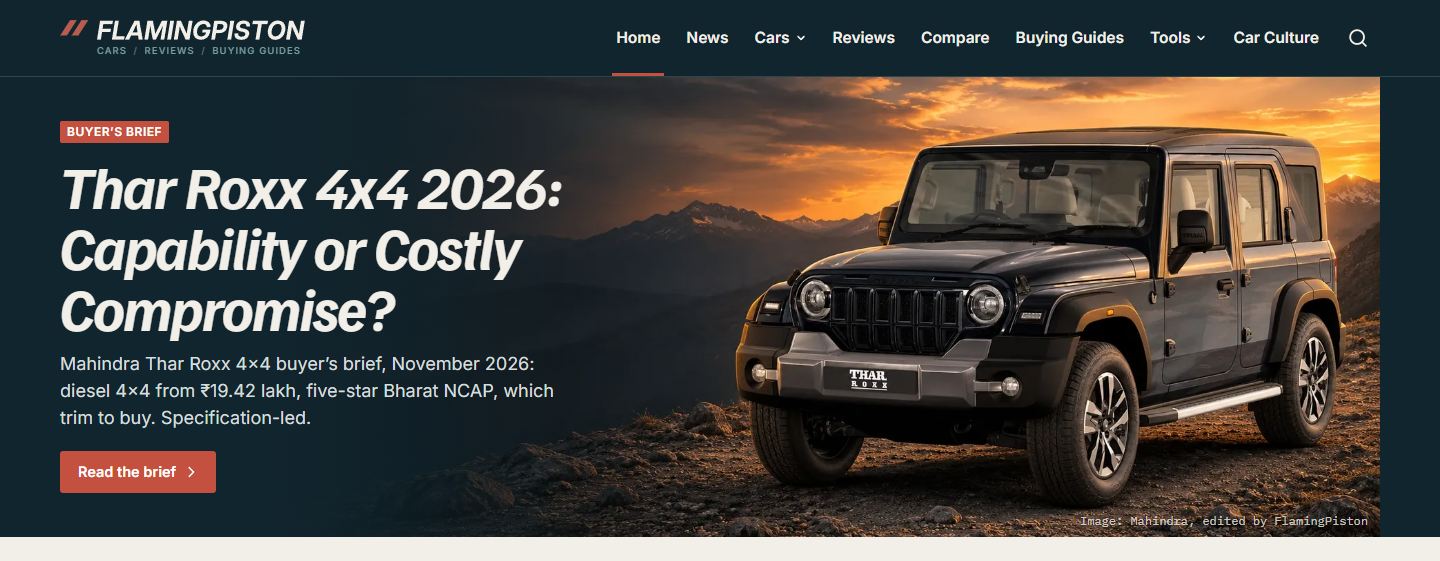 FLAMINGPISTON
CARS / REVIEWS / BUYING GUIDES
Home News Cars Reviews Compare Buying Guides Tools Car Culture
BUYER'S BRIEF
Thar Roxx 4x4 2026:
Capability or Costly
Compromise?
Mahindra Thar Roxx 4×4 buyer’s brief, November 2026:
diesel 4×4 from ₹19.42 lakh, five-star Bharat NCAP, which
trim to buy. Specification-led.
Read the brief
THAR
ROXX
Image: Mahindra, edited by FlamingPiston